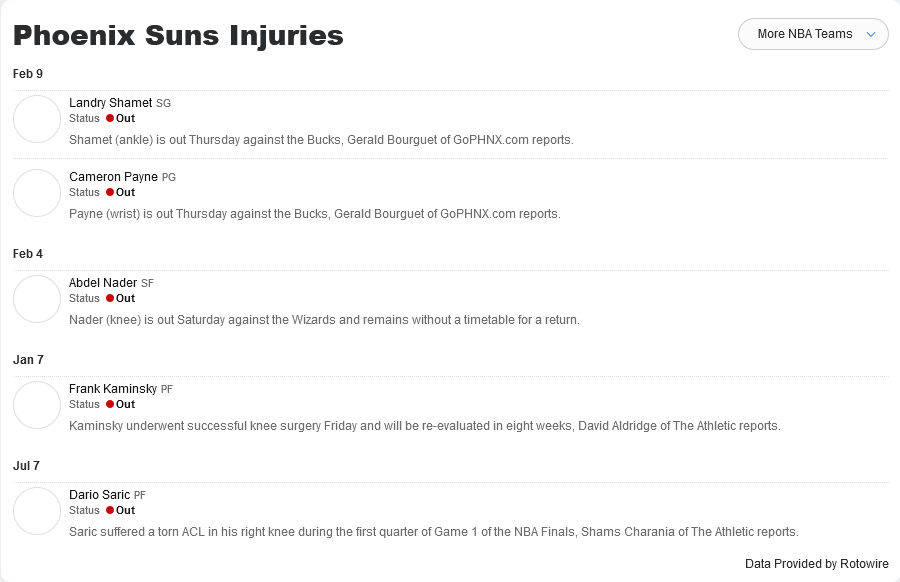 Phoenix Suns Injuries
More NBA Teams
Feb 9
Landry Shamet SG
Status Out
Shamet (ankle) is out Thursday against the Bucks, Gerald Bourguet of GoPHNX.com reports.
Cameron Payne PG
Status Out
Payne (wrist) is out Thursday against the Bucks, Gerald Bourguet of GoPHNX.com reports.
Feb 4
Abdel Nader SF
Status Out
Nader (knee) is out Saturday against the Wizards and remains without a timetable for a return.
Jan 7
Frank Kaminsky PF
Status Out
Kaminsky underwent successful knee surgery Friday and will be re-evaluated in eight weeks, David Aldridge of The Athletic reports.
Jul 7
Dario Saric PF
Status Out
Saric suffered a torn ACL in his right knee during the first quarter of Game 1 of the NBA Finals, Shams Charania of The Athletic reports.
Data Provided by Rotowire